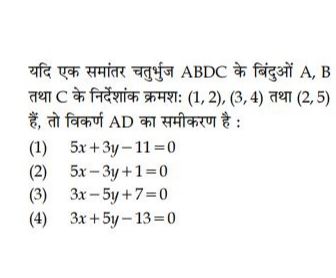 यदि एक समांतर चतुर्भुज ABDC के बिंदुओं A, B
तथा C के निर्देशांक क्रमश: (1, 2), (3, 4) तथा (2, 5)
हैं, तो विकर्ण AD का समीकरण है :
(1) 5x + 3y − 11 = 0
(2) 5x − 3y + 1 = 0
(3) 3x − 5y + 7 = 0
(4) 3x + 5y − 13 = 0